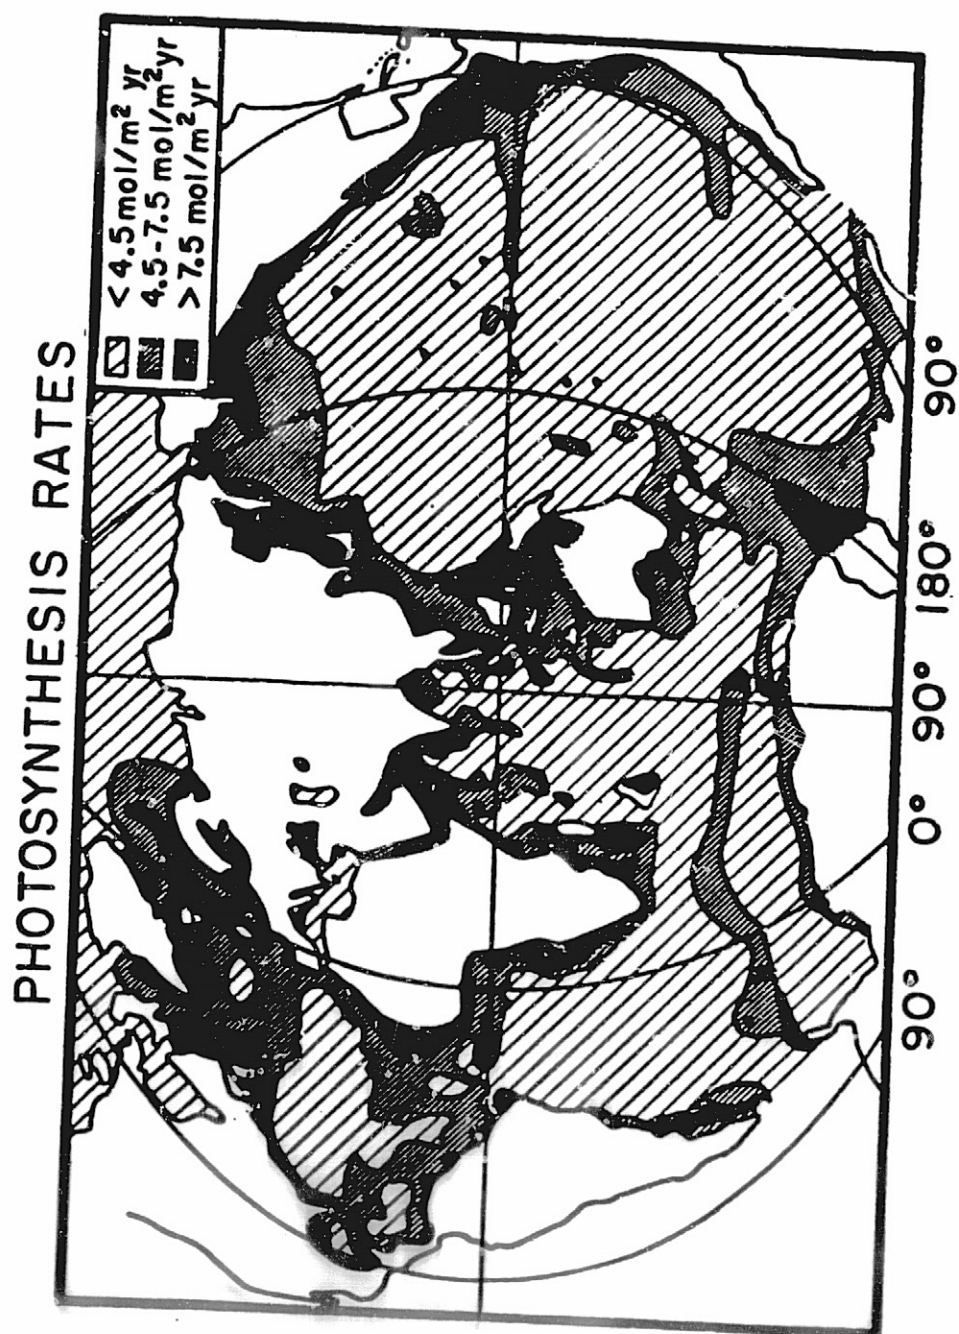 PHOTOSYNTHESIS RATES
< 4.5 mol/m² yr
4.5-7.5 mol/m² yr
> 7.5 mol/m² yr
90°
0°
90°
180°
90°